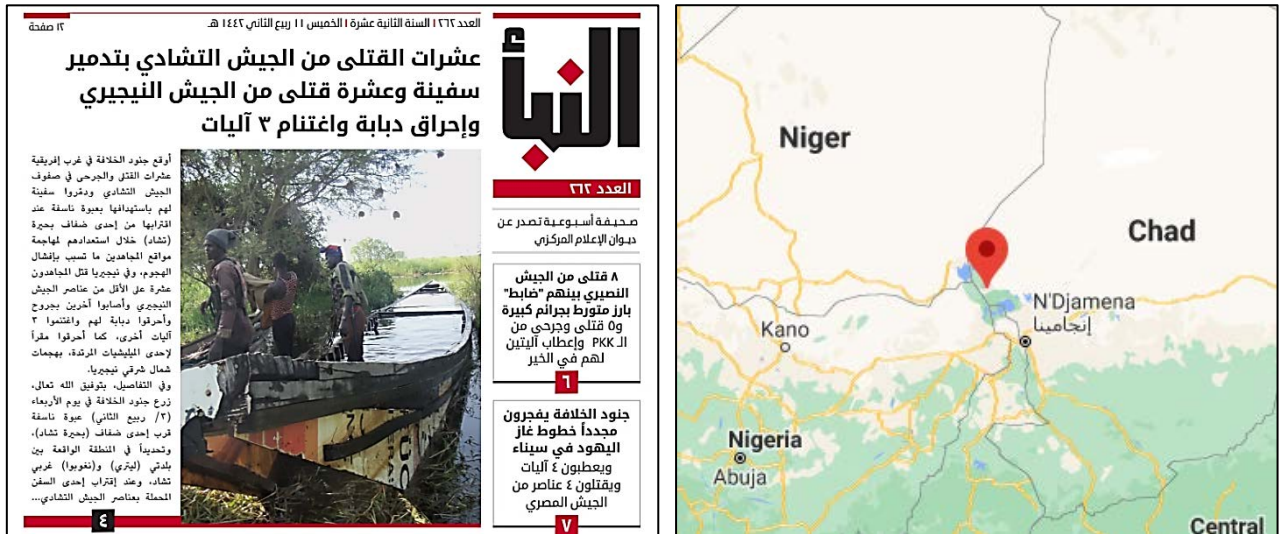 العدد ٢٦٢ | السنة الثانية عشرة | الخميس ١١ ربيع الثاني ١٤٤٢ هـ
١٢ صفحة
النبأ
عشرات القتلى من الجيش التشادي بتدمير
سفينة وعشرة قتلى من الجيش النيجيري
وإحراق دبابة واغتنام ٣ آليات
العدد ٢٦٢
صحيفة أسبوعية تصدر عن
ديوان الإعلام المركزي
٨ قتلى من الجيش
النصيري بينهم "ضابط"
بارز متورط بجرائم كبيرة
و٥ قتلى وجرحى من
الـ PKK وإعطاب آليتين
لهم في الخير
٦
جنود الخلافة يفجرون
مجدداً خطوط غاز
اليهود في سيناء
ويعطبون ٤ آليات
ويقتلون ٤ عناصر من
الجيش المصري
٧
أوقع جنود الخلافة في غرب إفريقية
عشرات القتلى والجرحى في صفوف
الجيش التشادي ودمّروا سفينة
لهم باستهدافها بعبوة ناسفة عند
اقترابها من إحدى ضفاف بحيرة
(تشاد) خلال استعدادهم لمهاجمة
مواقع المجاهدين ما تسبب بإفشال
الهجوم، وفي نيجيريا قتل المجاهدون
عشرة على الأقل من عناصر الجيش
النيجيري وأصابوا آخرين بجروح
وأحرقوا دبابة لهم واغتنموا ٣
آليات أخرى، كما أحرقوا مقراً
لإحدى الميليشيات المرتدة، بهجمات
شمال شرقي نيجيريا.
وفي التفاصيل، بتوفيق الله تعالى،
زرع جنود الخلافة في يوم الأربعاء
(٣/ ربيع الثاني) عبوة ناسفة
قرب إحدى ضفاف (بحيرة تشاد)،
وتحديداً في المنطقة الواقعة بين
بلدتي (ليتري) و(نغوبوا) غربي
تشاد، وعند إقتراب إحدى السفن
المحملة بعناصر الجيش التشادي...
٤
Niger
Chad
N'Djamena
إنجامينا
Kano
Nigeria
Abuja
Central